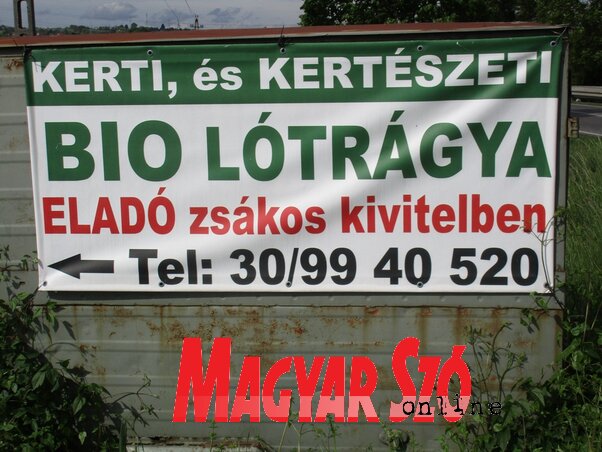 KERTI, és KERTÉSZETI
BIO LÓTRÁGYA
ELADÓ zsákos kivitelben
Tel: 30/99 40 520
MAGYAR SZÓ
online